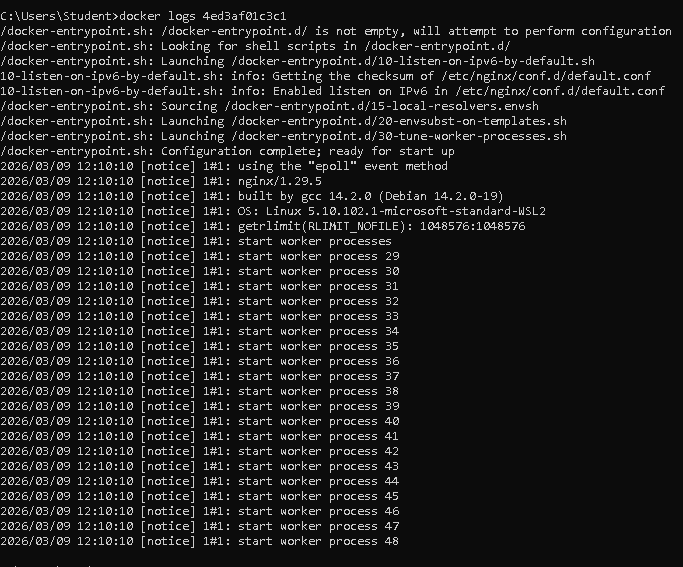 C:\Users\Student>docker logs 4ed3af01c3c1
/docker-entrypoint.sh: /docker-entrypoint.d/ is not empty, will attempt to perform configuration
/docker-entrypoint.sh: Looking for shell scripts in /docker-entrypoint.d/
/docker-entrypoint.sh: Launching /docker-entrypoint.d/10-listen-on-ipv6-by-default.sh
10-listen-on-ipv6-by-default.sh: info: Getting the checksum of /etc/nginx/conf.d/default.conf
10-listen-on-ipv6-by-default.sh: info: Enabled listen on IPv6 in /etc/nginx/conf.d/default.conf
/docker-entrypoint.sh: Sourcing /docker-entrypoint.d/15-local-resolvers.envsh
/docker-entrypoint.sh: Launching /docker-entrypoint.d/20-envsubst-on-templates.sh
/docker-entrypoint.sh: Launching /docker-entrypoint.d/30-tune-worker-processes.sh
/docker-entrypoint.sh: Configuration complete; ready for start up
2026/03/09 12:10:10 [notice] 1#1: using the "epoll" event method
2026/03/09 12:10:10 [notice] 1#1: nginx/1.29.5
2026/03/09 12:10:10 [notice] 1#1: built by gcc 14.2.0 (Debian 14.2.0-19)
2026/03/09 12:10:10 [notice] 1#1: OS: Linux 5.10.102.1-microsoft-standard-WSL2
2026/03/09 12:10:10 [notice] 1#1: getrlimit(RLIMIT_NOFILE): 1048576:1048576
2026/03/09 12:10:10 [notice] 1#1: start worker processes
2026/03/09 12:10:10 [notice] 1#1: start worker process 29
2026/03/09 12:10:10 [notice] 1#1: start worker process 30
2026/03/09 12:10:10 [notice] 1#1: start worker process 31
2026/03/09 12:10:10 [notice] 1#1: start worker process 32
2026/03/09 12:10:10 [notice] 1#1: start worker process 33
2026/03/09 12:10:10 [notice] 1#1: start worker process 34
2026/03/09 12:10:10 [notice] 1#1: start worker process 35
2026/03/09 12:10:10 [notice] 1#1: start worker process 36
2026/03/09 12:10:10 [notice] 1#1: start worker process 37
2026/03/09 12:10:10 [notice] 1#1: start worker process 38
2026/03/09 12:10:10 [notice] 1#1: start worker process 39
2026/03/09 12:10:10 [notice] 1#1: start worker process 40
2026/03/09 12:10:10 [notice] 1#1: start worker process 41
2026/03/09 12:10:10 [notice] 1#1: start worker process 42
2026/03/09 12:10:10 [notice] 1#1: start worker process 43
2026/03/09 12:10:10 [notice] 1#1: start worker process 44
2026/03/09 12:10:10 [notice] 1#1: start worker process 45
2026/03/09 12:10:10 [notice] 1#1: start worker process 46
2026/03/09 12:10:10 [notice] 1#1: start worker process 47
2026/03/09 12:10:10 [notice] 1#1: start worker process 48